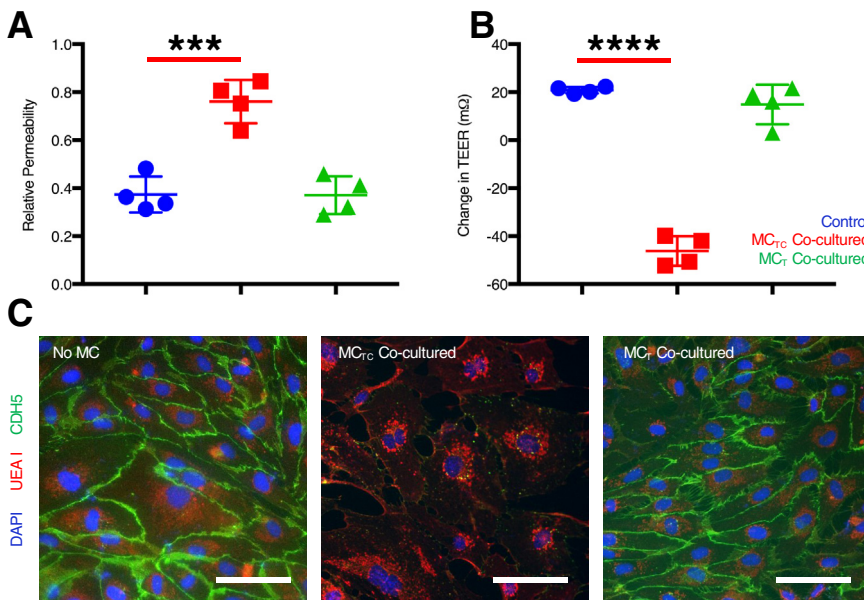 A
Relative Permeability
1.0
0.8
0.6
0.4
0.2
0.0
***
B
Change in TEER (mΩ)
40
20
0
-20
-40
-60
****
Contro
MCTC Co-cultured
MCT Co-cultured
C
DAPI UEA I CDH5
No MC
MCTC Co-cultured
MCT Co-cultured